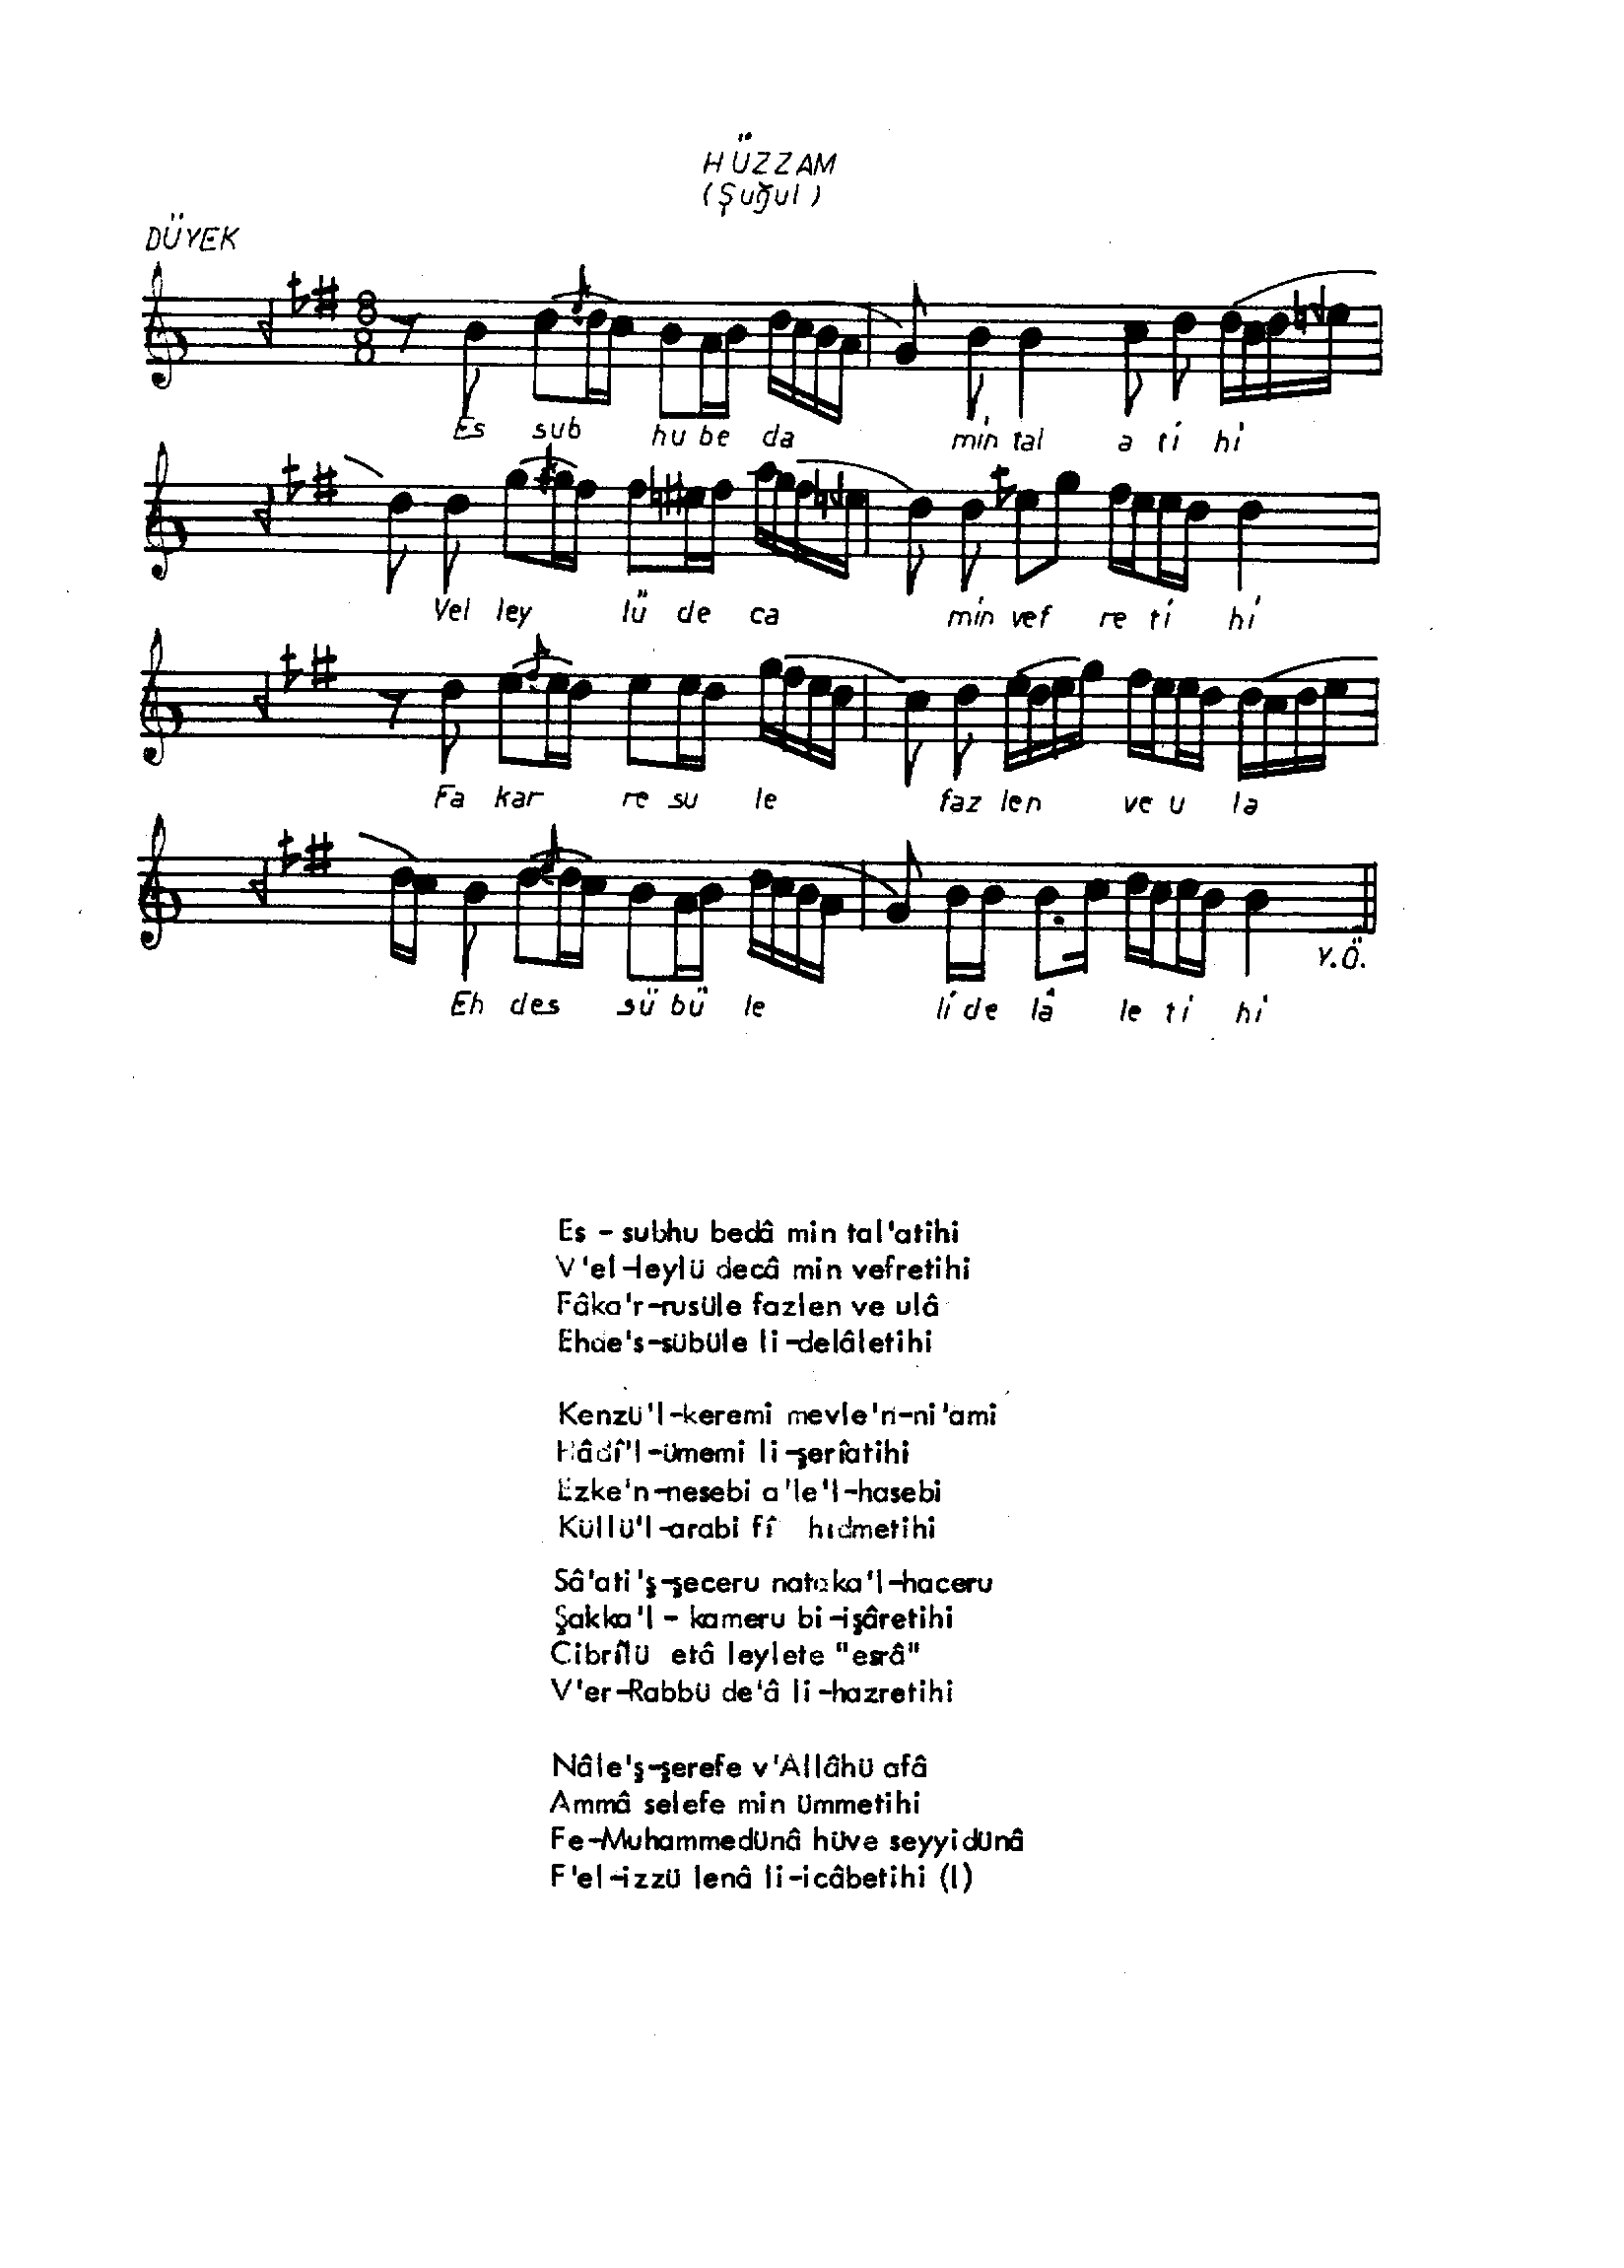 HÜZZAM
(Şuğul)
DÜYEK
8
8
Es sub hu be da min tal a ti hi
Vel ley lü de ca min vef re ti hi
Fa kar re su le faz len ve u la
Y.Ö.
Eh des sü bü le li de lâ le ti hi
Es - subhu bedâ min tal'atihi
V'el-leylü decâ min vefretihi
Fâka'r-rusüle fazlen ve ulâ
Ehde's-sübüle li-delâletihi
Kenzü'l-keremi mevle'n-ni'ami
Hâdî'l-ümemi li-şerîatihi
Ezke'n-nesebi a'le'l-hasebi
Küllü'l-arabi fî hıdmetihi
Sâ'ati'ş-şeceru nataka'l-haceru
Şakka'l - kameru bi-işâretihi
Cibrîlü etâ leylete "esrâ"
V'er-Rabbü de'â li-hazretihi
Nâle'ş-şerefe v'Allâhü afâ
Ammâ selefe min ümmetihi
Fe-Muhammedünâ hüve seyyidünâ
F'el-izzü lenâ li-icâbetihi (l)